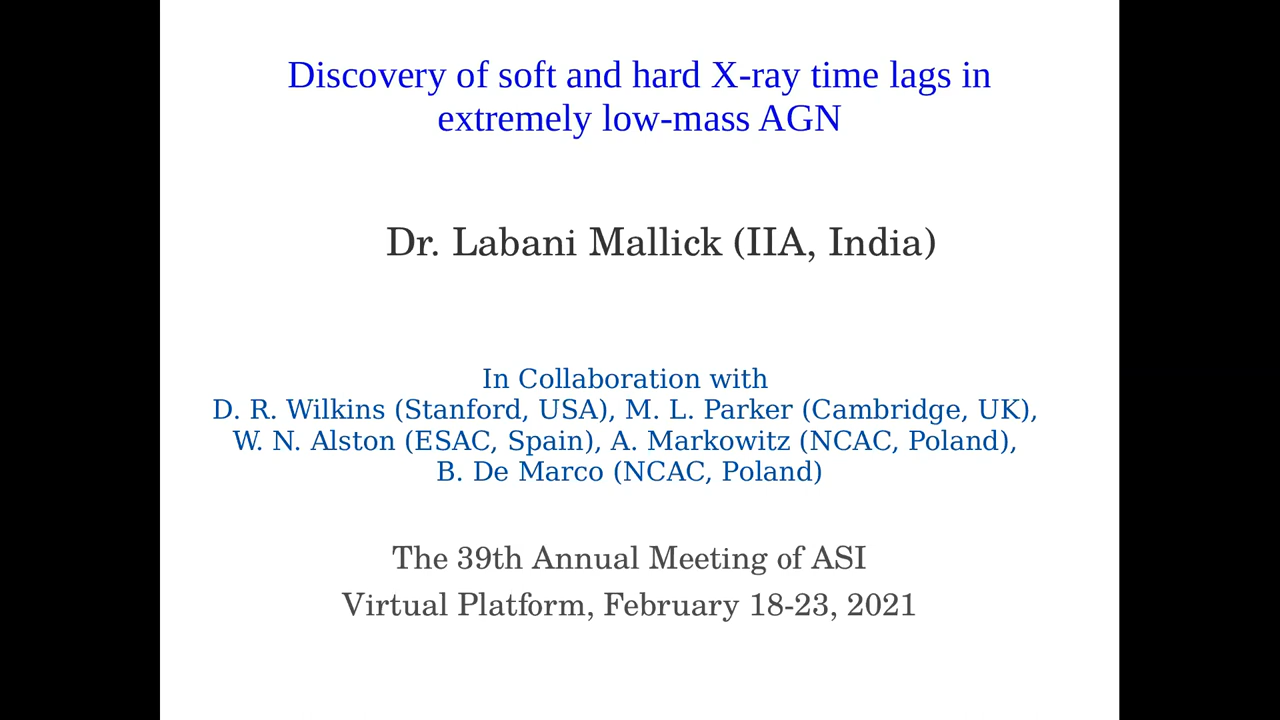 Discovery of soft and hard X-ray time lags in
extremely low-mass AGN
Dr. Labani Mallick (IIA, India)
In Collaboration with
D. R. Wilkins (Stanford, USA), M. L. Parker (Cambridge, UK),
W. N. Alston (ESAC, Spain), A. Markowitz (NCAC, Poland),
B. De Marco (NCAC, Poland)
The 39th Annual Meeting of ASI
Virtual Platform, February 18-23, 2021